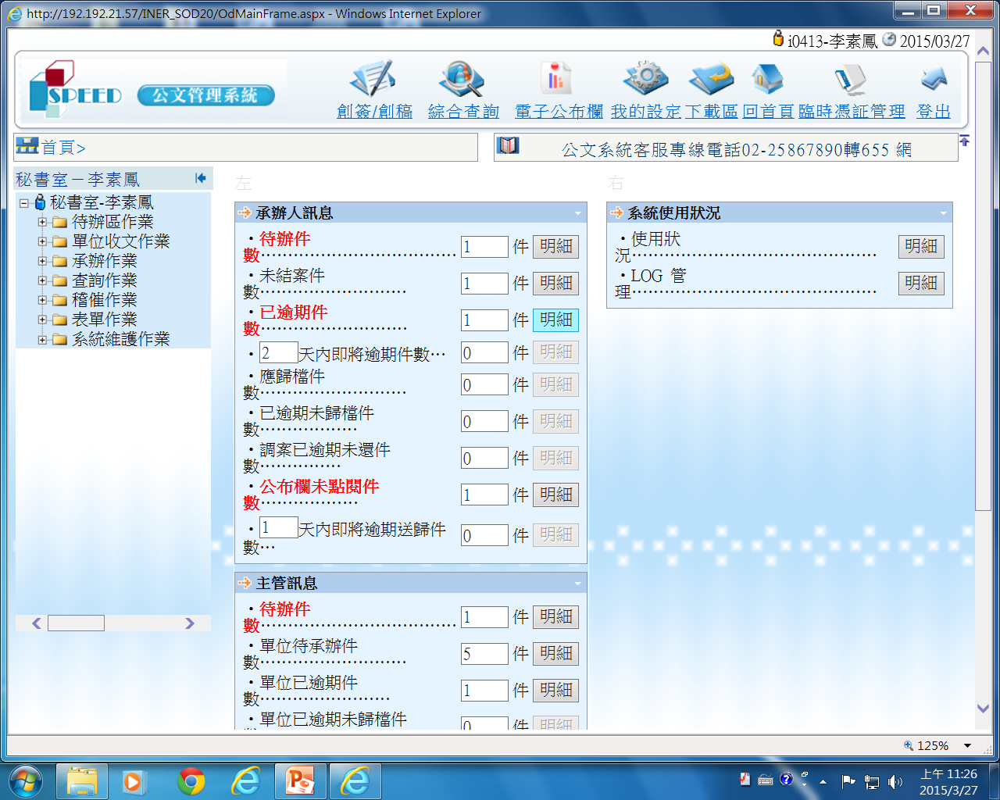 http://192.192.21.57/INER_SOD20/OdMainFrame.aspx - Windows Internet Explorer
i0413-李素鳳 2015/03/27
SPEED 公文管理系統
創簽/創稿 綜合查詢 電子公布欄 我的設定 下載區 回首頁 臨時憑証管理 登出
首頁>
公文系統客服專線電話02-25867890轉655 網
秘書室－李素鳳
秘書室-李素鳳
待辦區作業
單位收文作業
承辦作業
查詢作業
稽催作業
表單作業
系統維護作業
左
承辦人訊息
・待辦件
數………………………………… 1 件 明細
・未結案件
數……………………… 1 件 明細
・已逾期件
數……………………… 1 件 明細
・2天內即將逾期件數… 0 件 明細
・應歸檔件
數……………………… 0 件 明細
・已逾期未歸檔件
數……………… 0 件 明細
・調案已逾期未還件
數…………… 0 件 明細
・公布欄未點閱件
數……………… 1 件 明細
・1天內即將逾期送歸件
數… 0 件 明細
主管訊息
・待辦件
數………………………………… 1 件 明細
・單位待承辦件
數……………………… 5 件 明細
・單位已逾期件
數…………………… 1 件 明細
・單位已逾期未歸檔件
數 0 件 明細
右
系統使用狀況
・使用狀
況……………………………………… 明細
・LOG 管
理……………………………………… 明細
125%
上午 11:26
2015/3/27